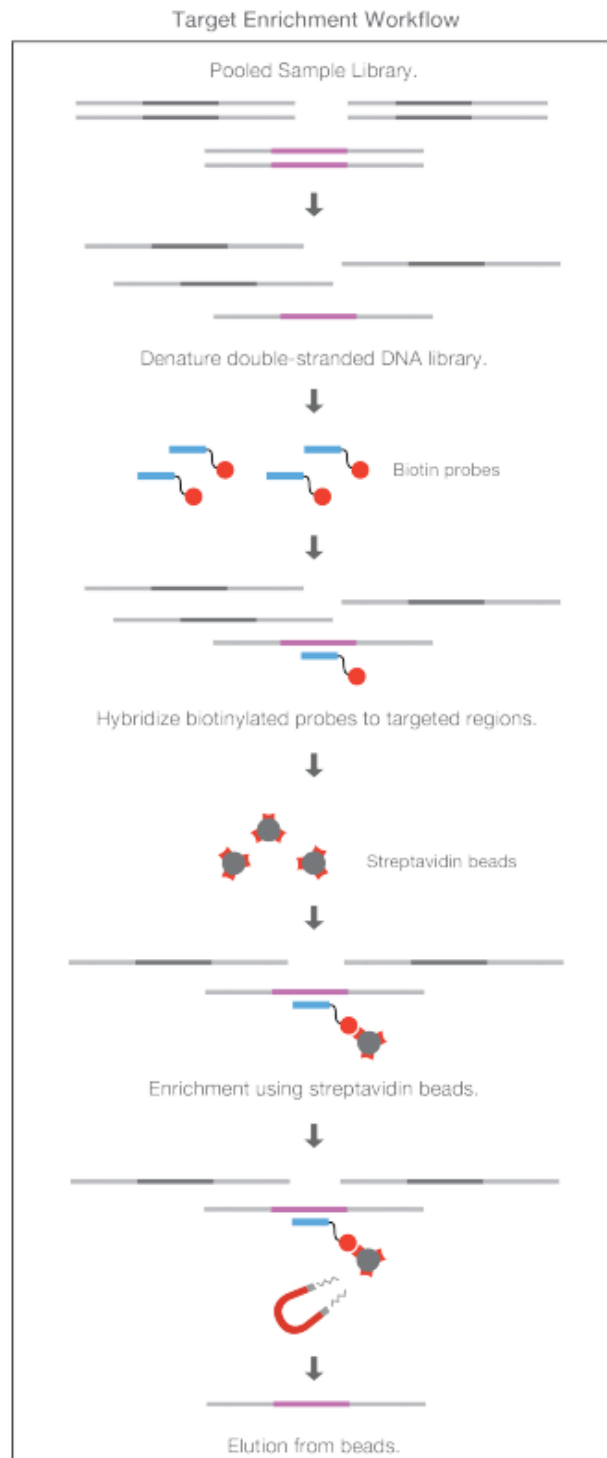 Target Enrichment Workflow
Pooled Sample Library.
Denature double-stranded DNA library.
Biotin probes
Hybridize biotinylated probes to targeted regions.
Streptavidin beads
Enrichment using streptavidin beads.
Elution from beads.